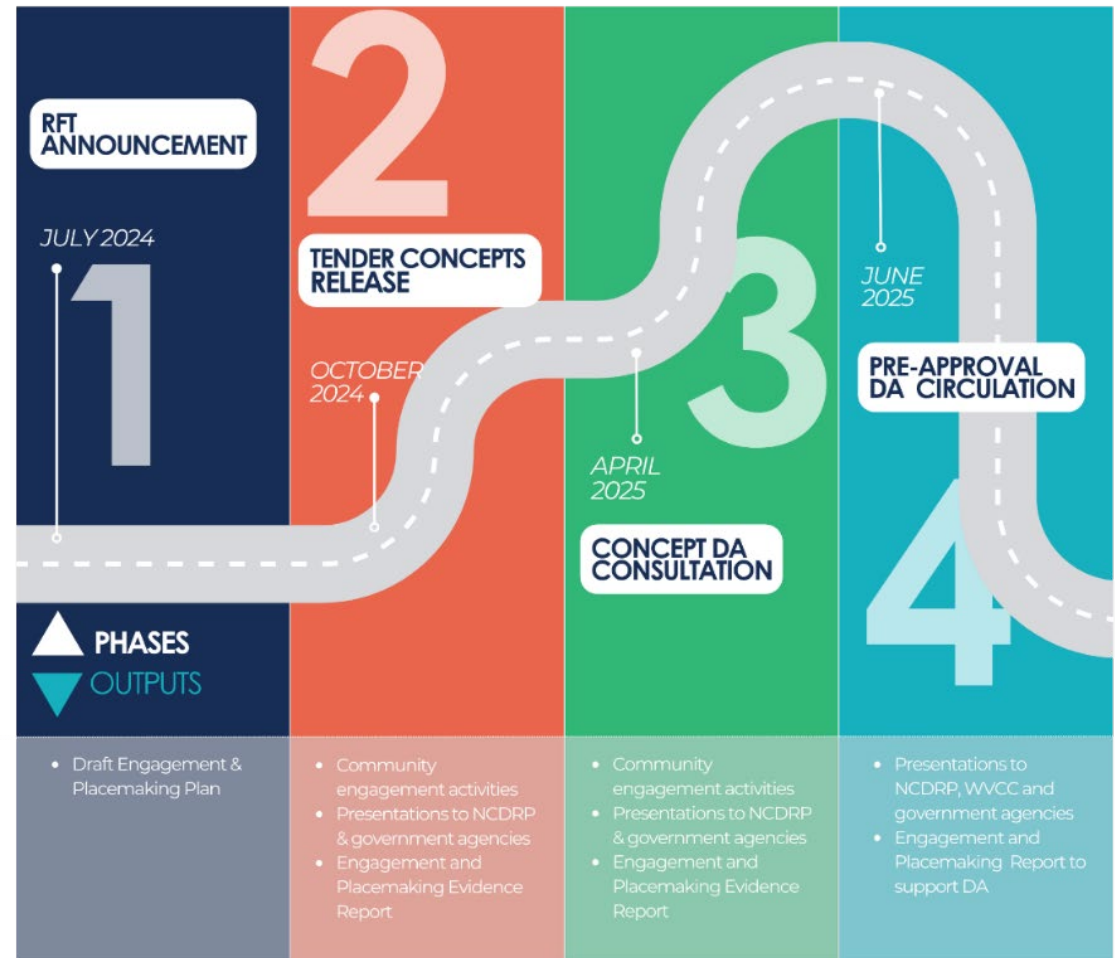 RFT
ANNOUNCEMENT
JULY 2024
1
PHASES
OUTPUTS
• Draft Engagement &
Placemaking Plan
2
TENDER CONCEPTS
RELEASE
OCTOBER
2024
• Community
engagement activities
• Presentations to NCDRP
& government agencies
• Engagement and
Placemaking Evidence
Report
3
APRIL
2025
CONCEPT DA
CONSULTATION
• Community
engagement activities
• Presentations to NCDRP
& government agencies
• Engagement and
Placemaking Evidence
Report
JUNE
2025
PRE-APPROVAL
DA CIRCULATION
4
• Presentations to
NCDRP, WVCC and
government agencies
• Engagement and
Placemaking Report to
support DA